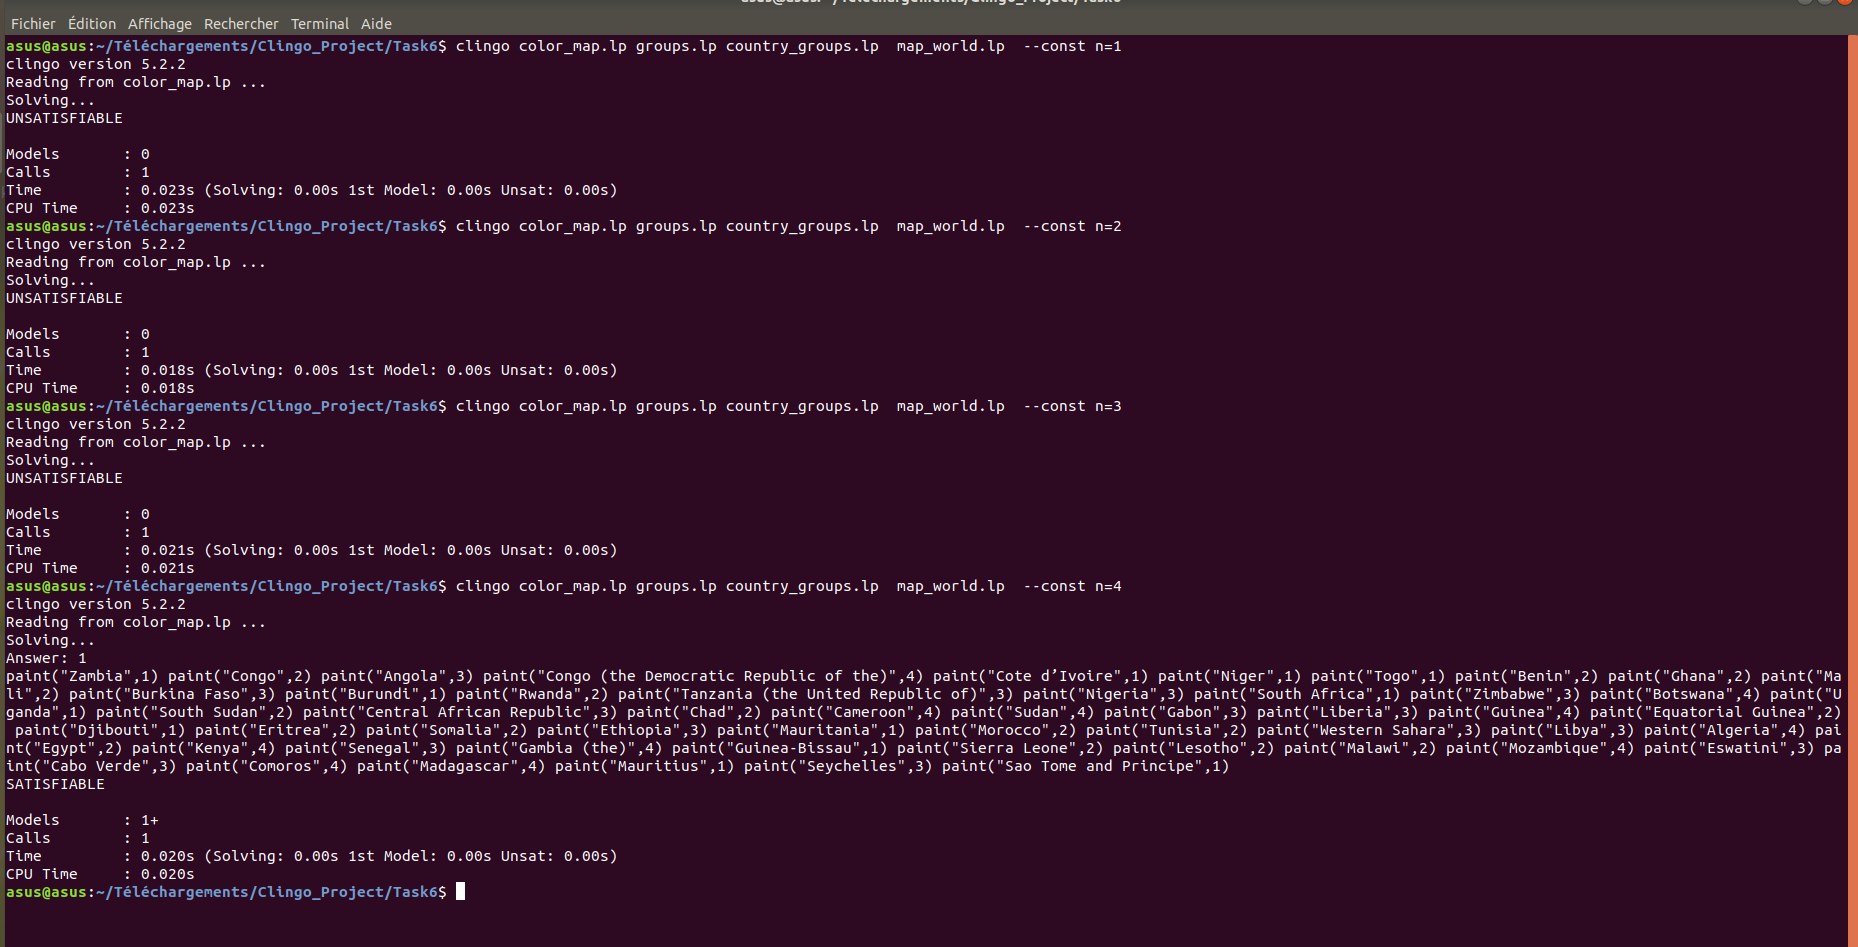 Fichier Édition Affichage Rechercher Terminal Aide
asus@asus:~/Téléchargements/Clingo_Project/Task6$ clingo color_map.lp groups.lp country_groups.lp  map_world.lp  --const n=1
clingo version 5.2.2
Reading from color_map.lp ...
Solving...
UNSATISFIABLE

Models       : 0
Calls        : 1
Time         : 0.023s (Solving: 0.00s 1st Model: 0.00s Unsat: 0.00s)
CPU Time     : 0.023s
asus@asus:~/Téléchargements/Clingo_Project/Task6$ clingo color_map.lp groups.lp country_groups.lp  map_world.lp  --const n=2
clingo version 5.2.2
Reading from color_map.lp ...
Solving...
UNSATISFIABLE

Models       : 0
Calls        : 1
Time         : 0.018s (Solving: 0.00s 1st Model: 0.00s Unsat: 0.00s)
CPU Time     : 0.018s
asus@asus:~/Téléchargements/Clingo_Project/Task6$ clingo color_map.lp groups.lp country_groups.lp  map_world.lp  --const n=3
clingo version 5.2.2
Reading from color_map.lp ...
Solving...
UNSATISFIABLE

Models       : 0
Calls        : 1
Time         : 0.021s (Solving: 0.00s 1st Model: 0.00s Unsat: 0.00s)
CPU Time     : 0.021s
asus@asus:~/Téléchargements/Clingo_Project/Task6$ clingo color_map.lp groups.lp country_groups.lp  map_world.lp  --const n=4
clingo version 5.2.2
Reading from color_map.lp ...
Solving...
Answer: 1
paint("Zambia",1) paint("Congo",2) paint("Angola",3) paint("Congo (the Democratic Republic of the)",4) paint("Cote d’Ivoire",1) paint("Niger",1) paint("Togo",1) paint("Benin",2) paint("Ghana",2) paint("Ma
li",2) paint("Burkina Faso",3) paint("Burundi",1) paint("Rwanda",2) paint("Tanzania (the United Republic of)",3) paint("Nigeria",3) paint("South Africa",1) paint("Zimbabwe",3) paint("Botswana",4) paint("U
ganda",1) paint("South Sudan",2) paint("Central African Republic",3) paint("Chad",2) paint("Cameroon",4) paint("Sudan",4) paint("Gabon",3) paint("Liberia",3) paint("Guinea",4) paint("Equatorial Guinea",2)
 paint("Djibouti",1) paint("Eritrea",2) paint("Somalia",2) paint("Ethiopia",3) paint("Mauritania",1) paint("Morocco",2) paint("Tunisia",2) paint("Western Sahara",3) paint("Libya",3) paint("Algeria",4) pai
nt("Egypt",2) paint("Kenya",4) paint("Senegal",3) paint("Gambia (the)",4) paint("Guinea-Bissau",1) paint("Sierra Leone",2) paint("Lesotho",2) paint("Malawi",2) paint("Mozambique",4) paint("Eswatini",3) pa
int("Cabo Verde",3) paint("Comoros",4) paint("Madagascar",4) paint("Mauritius",1) paint("Seychelles",3) paint("Sao Tome and Principe",1)
SATISFIABLE

Models       : 1+
Calls        : 1
Time         : 0.020s (Solving: 0.00s 1st Model: 0.00s Unsat: 0.00s)
CPU Time     : 0.020s
asus@asus:~/Téléchargements/Clingo_Project/Task6$